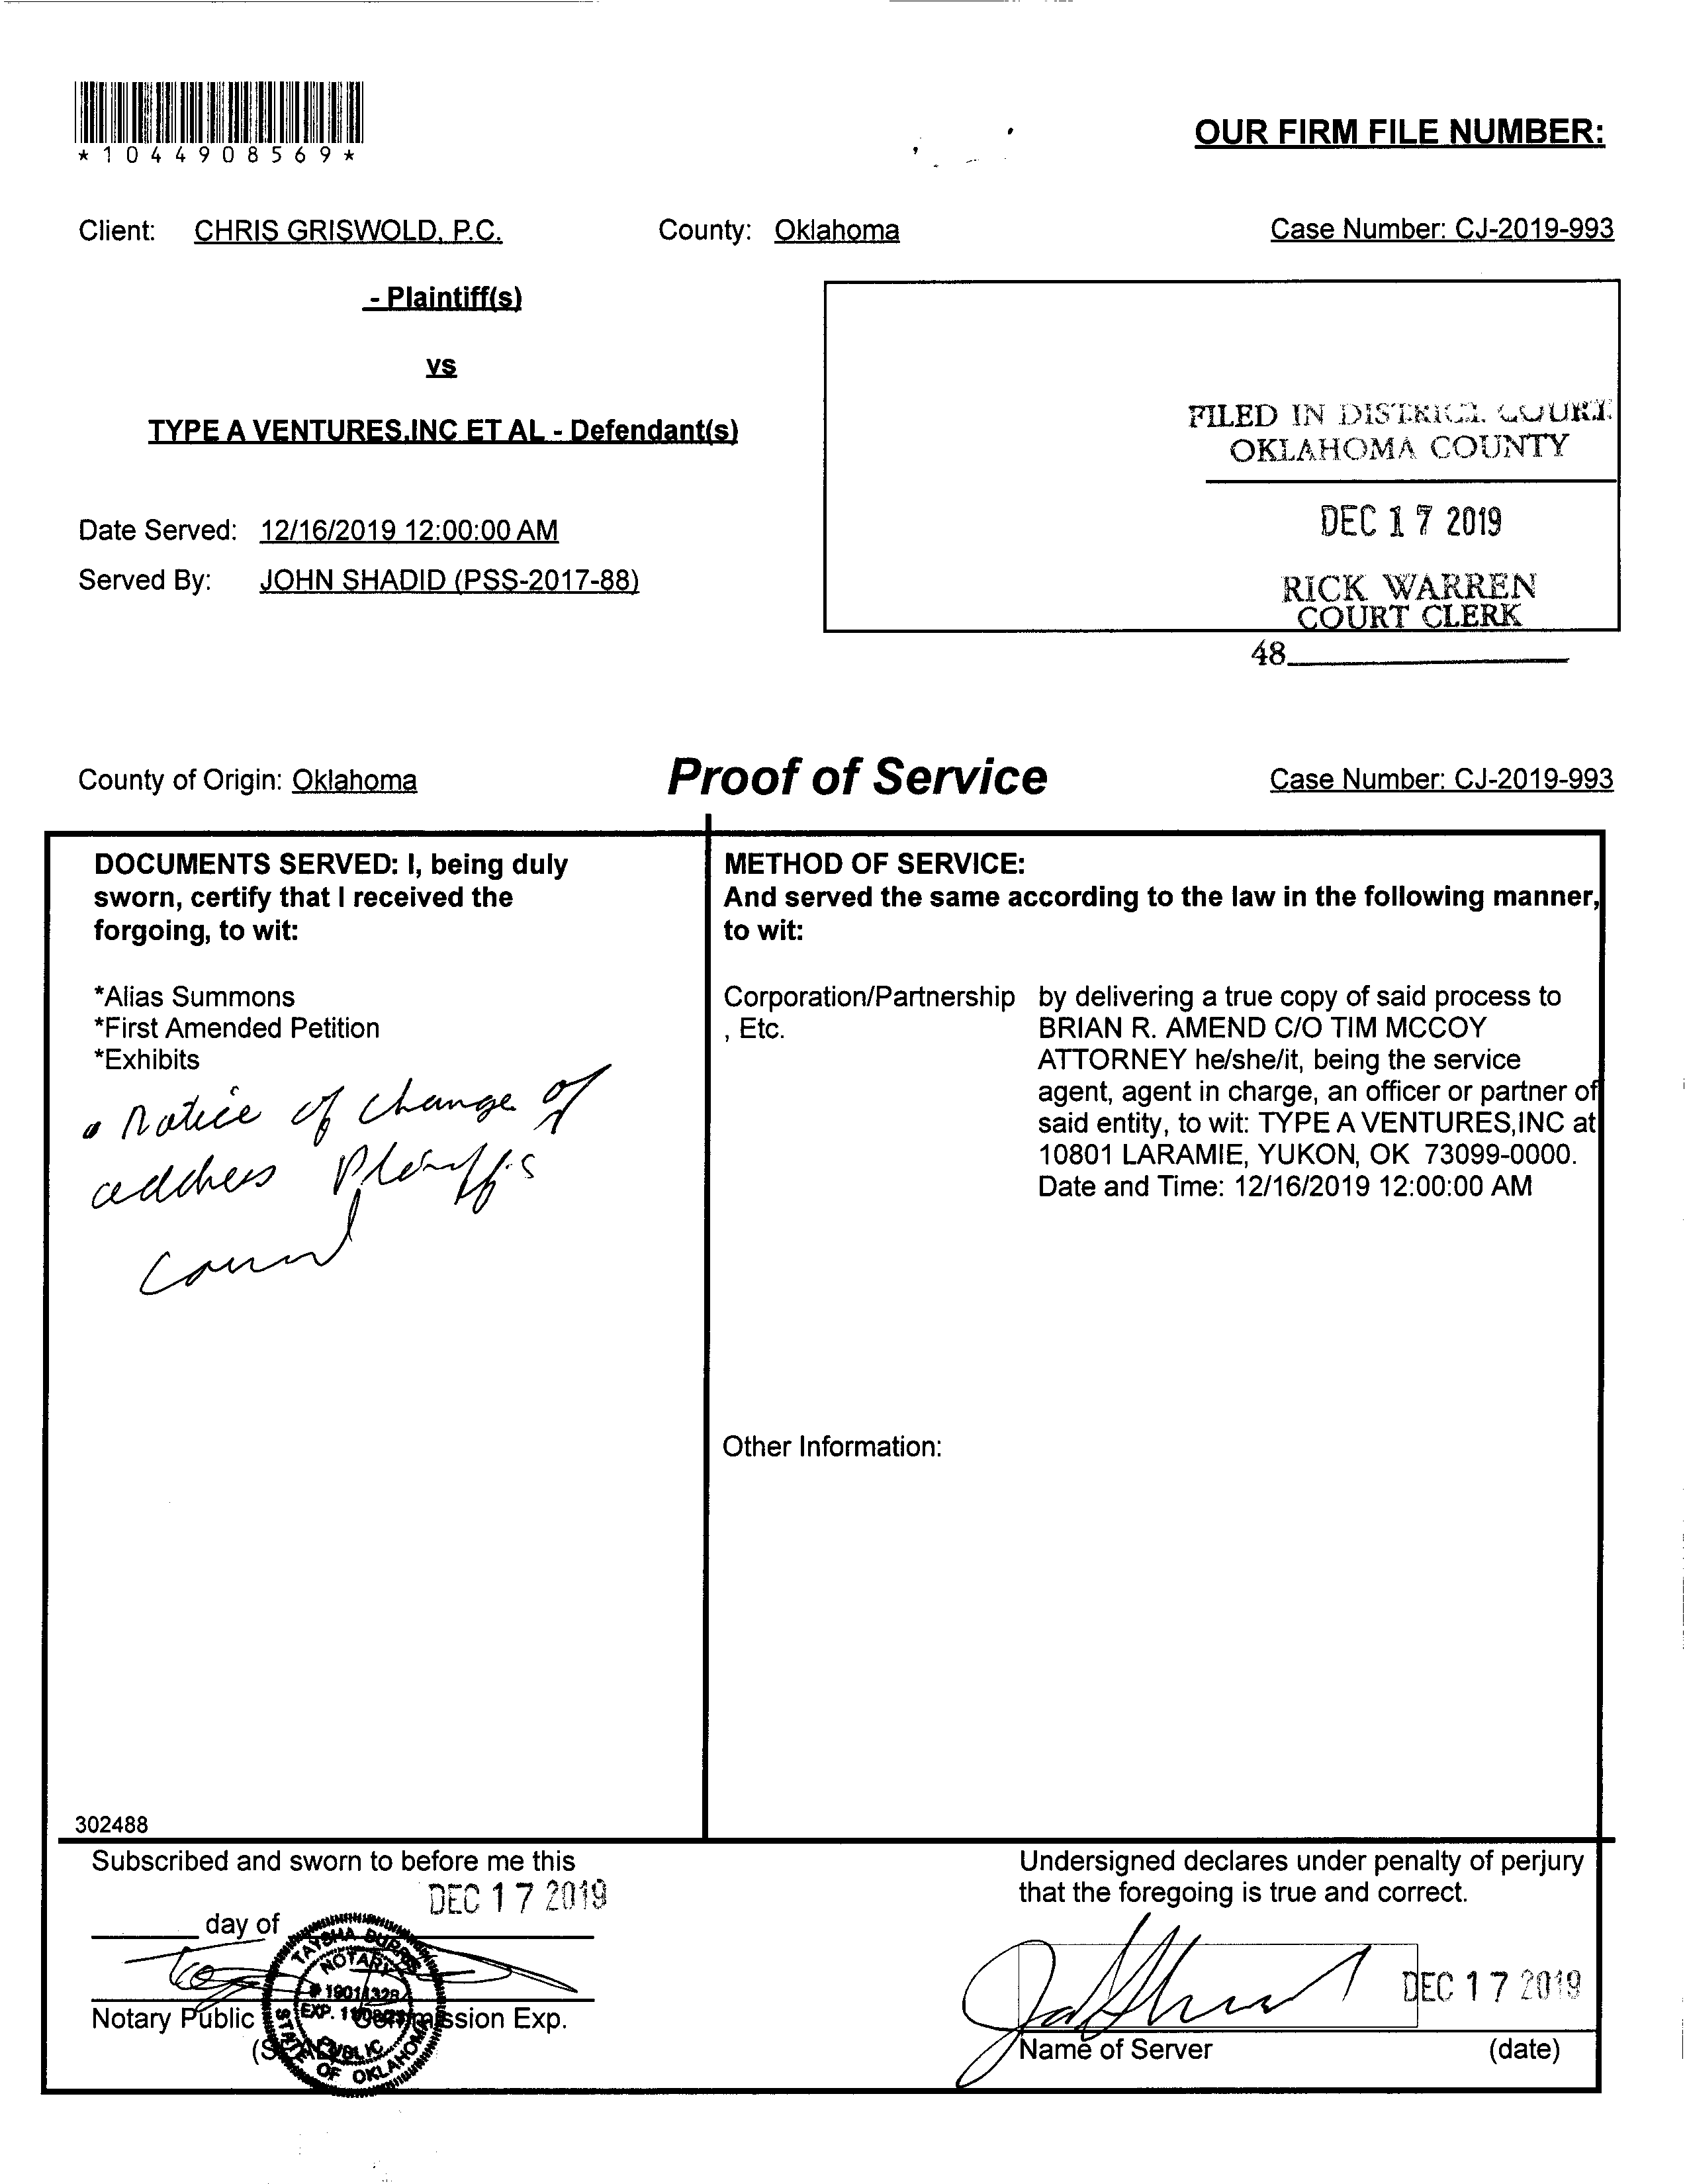 *1044908569*
OUR FIRM FILE NUMBER:
Client: CHRIS GRISWOLD, P.C. County: Oklahoma Case Number: CJ-2019-993
- Plaintiff(s)
vs
TYPE A VENTURES,INC ET AL - Defendant(s)
FILED IN DISTRICT COURT
OKLAHOMA COUNTY
DEC 17 2019
RICK WARREN
COURT CLERK
48
Date Served: 12/16/2019 12:00:00 AM
Served By: JOHN SHADID (PSS-2017-88)
County of Origin: Oklahoma Proof of Service Case Number: CJ-2019-993
DOCUMENTS SERVED: I, being duly
sworn, certify that I received the
forgoing, to wit:
*Alias Summons
*First Amended Petition
*Exhibits
Notice of change of
address Plaintiffs
Counsel
METHOD OF SERVICE:
And served the same according to the law in the following manner,
to wit:
Corporation/Partnership by delivering a true copy of said process to
, Etc. BRIAN R. AMEND C/O TIM MCCOY
ATTORNEY he/she/it, being the service
agent, agent in charge, an officer or partner of
said entity, to wit: TYPE A VENTURES,INC at
10801 LARAMIE, YUKON, OK 73099-0000.
Date and Time: 12/16/2019 12:00:00 AM
Other Information:
302488
Subscribed and sworn to before me this
DEC 17 2019
day of
Notary Public Commission Exp.
TAYSHA
NOTARY
# 19011328
PUBLIC
STATE OF OKLAHOMA
Undersigned declares under penalty of perjury
that the foregoing is true and correct.
DEC 17 2019
Name of Server (date)